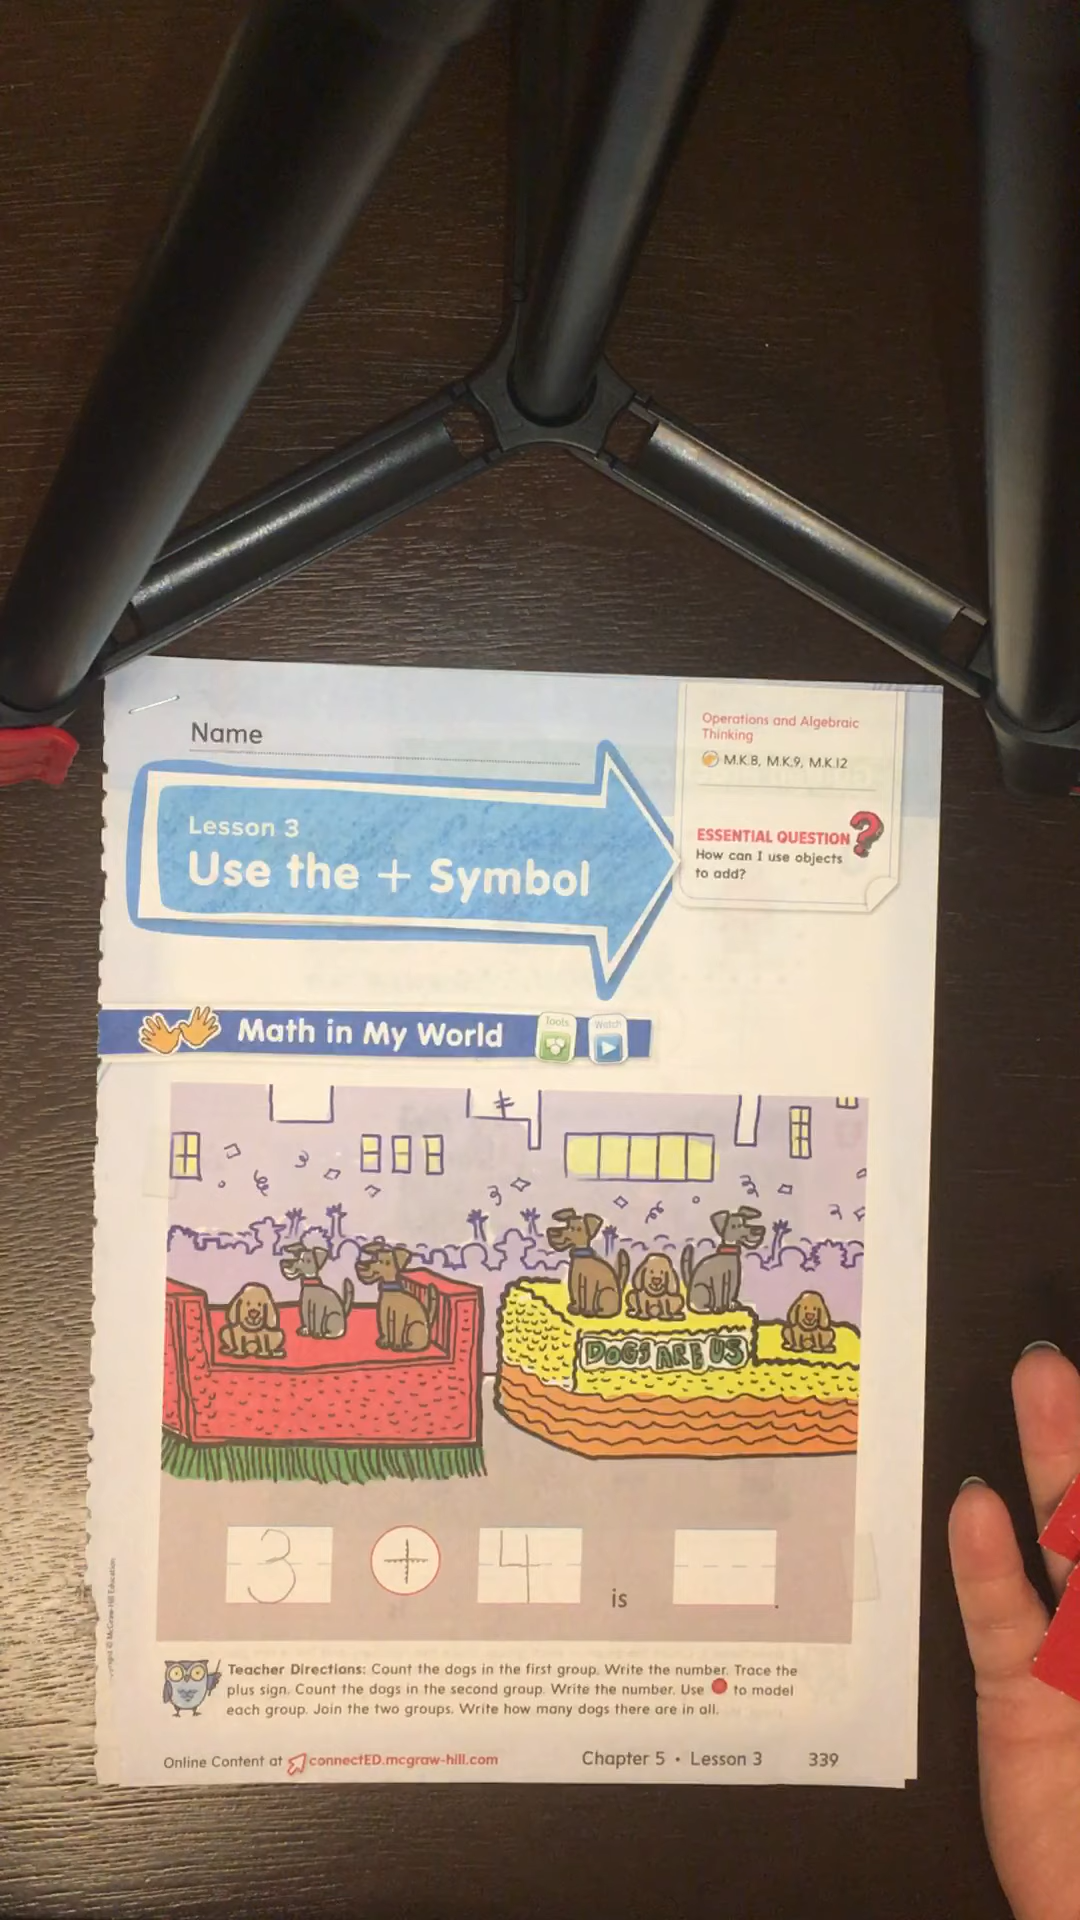 Name
Operations and Algebraic
Thinking
M.K.8, M.K.9, M.K.12
ESSENTIAL QUESTION
How can I use objects
to add?
?
Lesson 3
Use the + Symbol
Math in My World
Tools
Watch
DOGS ARE US
3 + 4 is .
Teacher Directions: Count the dogs in the first group. Write the number. Trace the
plus sign. Count the dogs in the second group. Write the number. Use to model
each group. Join the two groups. Write how many dogs there are in all.
Online Content at connectED.mcgraw-hill.com
Chapter 5 • Lesson 3 339
© McGraw-Hill Education